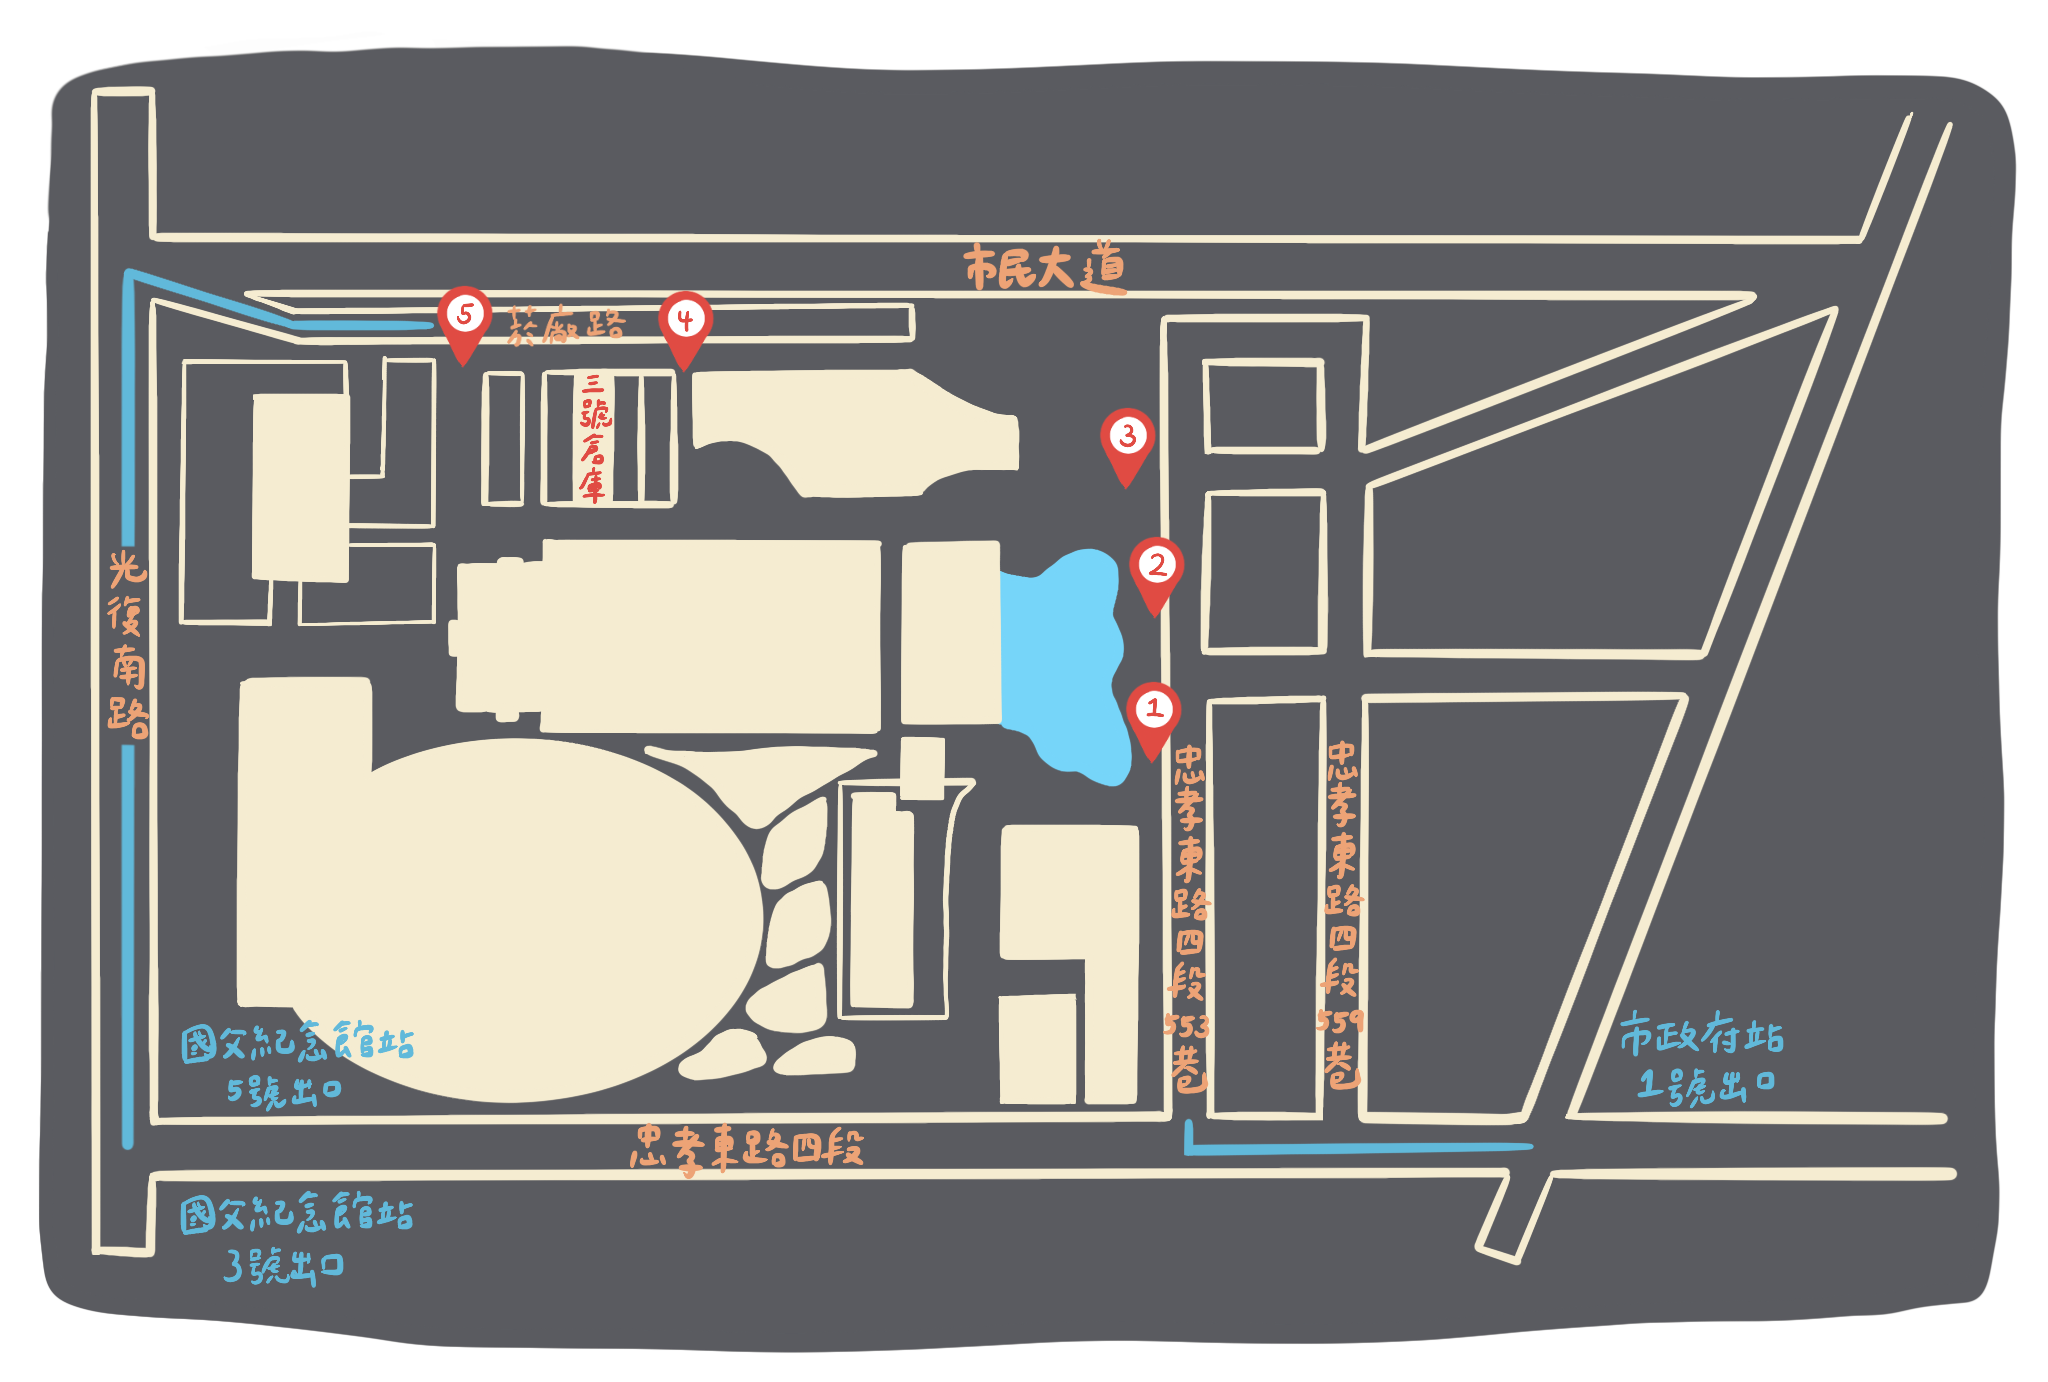 市民大道
5
菸廠路
4
三號倉庫
3
2
1
光復南路
忠孝東路四段553巷
忠孝東路四段559巷
國父紀念館站
5號出口
市政府站
1號出口
忠孝東路四段
國父紀念館站
3號出口